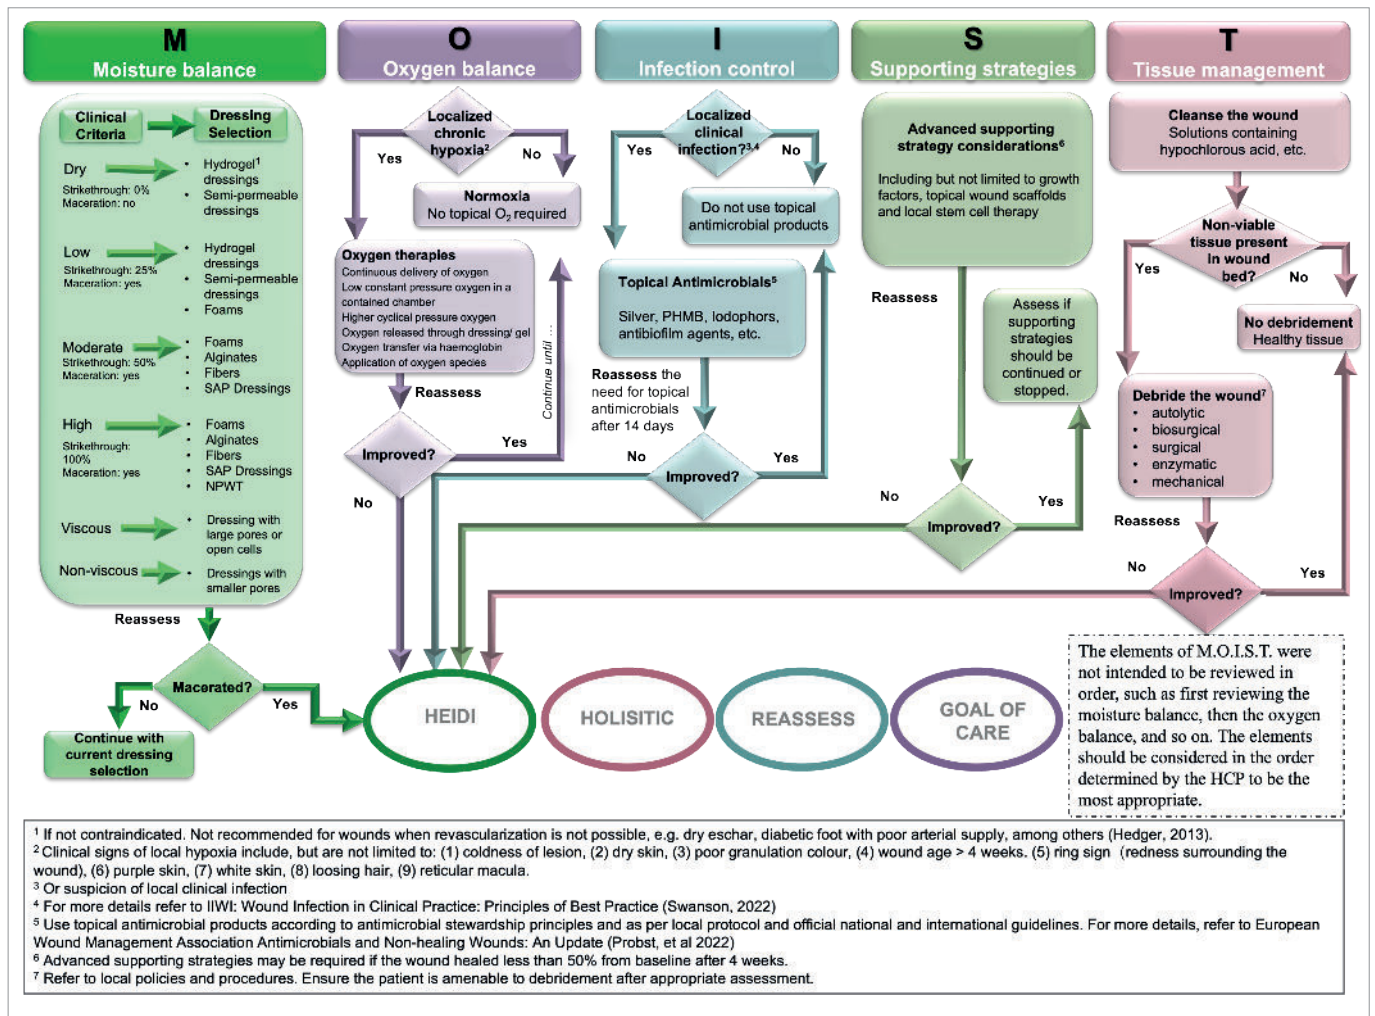 M
Moisture balance
Clinical
Criteria
Dressing
Selection
Dry
Strikethrough: 0%
Maceration: no
• Hydrogel¹
dressings
• Semi-permeable
dressings
Low
Strikethrough: 25%
Maceration: yes
• Hydrogel
dressings
• Semi-permeable
dressings
• Foams
Moderate
Strikethrough: 50%
Maceration: yes
• Foams
• Alginates
• Fibers
• SAP Dressings
High
Strikethrough:
100%
Maceration: yes
• Foams
• Alginates
• Fibers
• SAP Dressings
• NPWT
Viscous
• Dressing with
large pores or
open cells
Non-viscous
• Dressings with
smaller pores
Reassess
Macerated?
No
Yes
Continue with
current dressing
selection
O
Oxygen balance
Localized
chronic
hypoxia²
Yes
No
Normoxia
No topical O₂ required
Oxygen therapies
Continuous delivery of oxygen
Low constant pressure oxygen in a
contained chamber
Higher cyclical pressure oxygen
Oxygen released through dressing/ gel
Oxygen transfer via haemoglobin
Application of oxygen species
Reassess
Continue until ...
Improved?
Yes
No
I
Infection control
Localized
clinical
infection?³,⁴
Yes
No
Do not use topical
antimicrobial products
Topical Antimicrobials⁵
Silver, PHMB, Iodophors,
antibiofilm agents, etc.
Reassess the
need for topical
antimicrobials
after 14 days
No
Yes
Improved?
S
Supporting strategies
Advanced supporting
strategy considerations⁶
Including but not limited to growth
factors, topical wound scaffolds
and local stem cell therapy
Reassess
Assess if
supporting
strategies
should be
continued or
stopped.
No
Yes
Improved?
T
Tissue management
Cleanse the wound
Solutions containing
hypochlorous acid, etc.
Non-viable
tissue present
in wound
bed?
Yes
No
No debridement
Healthy tissue
Debride the wound⁷
• autolytic
• biosurgical
• surgical
• enzymatic
• mechanical
Reassess
No
Yes
Improved?
HEIDI
HOLISITIC
REASSESS
GOAL OF
CARE
The elements of M.O.I.S.T. were
not intended to be reviewed in
order, such as first reviewing the
moisture balance, then the oxygen
balance, and so on. The elements
should be considered in the order
determined by the HCP to be the
most appropriate.
¹ If not contraindicated. Not recommended for wounds when revascularization is not possible, e.g. dry eschar, diabetic foot with poor arterial supply, among others (Hedger, 2013).
² Clinical signs of local hypoxia include, but are not limited to: (1) coldness of lesion, (2) dry skin, (3) poor granulation colour, (4) wound age > 4 weeks. (5) ring sign (redness surrounding the
wound), (6) purple skin, (7) white skin, (8) loosing hair, (9) reticular macula.
³ Or suspicion of local clinical infection
⁴ For more details refer to IIWI: Wound Infection in Clinical Practice: Principles of Best Practice (Swanson, 2022)
⁵ Use topical antimicrobial products according to antimicrobial stewardship principles and as per local protocol and official national and international guidelines. For more details, refer to European
Wound Management Association Antimicrobials and Non-healing Wounds: An Update (Probst, et al 2022)
⁶ Advanced supporting strategies may be required if the wound healed less than 50% from baseline after 4 weeks.
⁷ Refer to local policies and procedures. Ensure the patient is amenable to debridement after appropriate assessment.